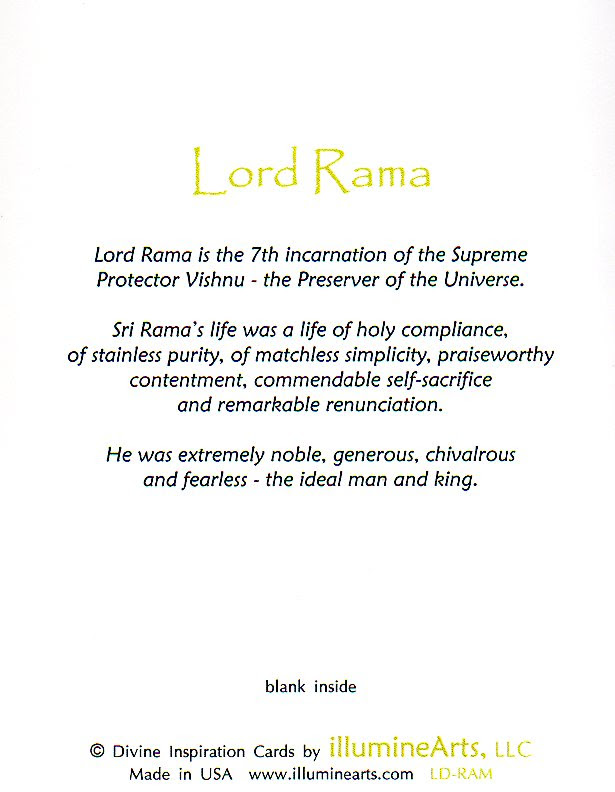 Lord Rama
Lord Rama is the 7th incarnation of the Supreme
Protector Vishnu - the Preserver of the Universe.
Sri Rama's life was a life of holy compliance,
of stainless purity, of matchless simplicity, praiseworthy
contentment, commendable self-sacrifice
and remarkable renunciation.
He was extremely noble, generous, chivalrous
and fearless - the ideal man and king.
blank inside
© Divine Inspiration Cards by illumineArts, LLC
Made in USA www.illuminearts.com LD-RAM